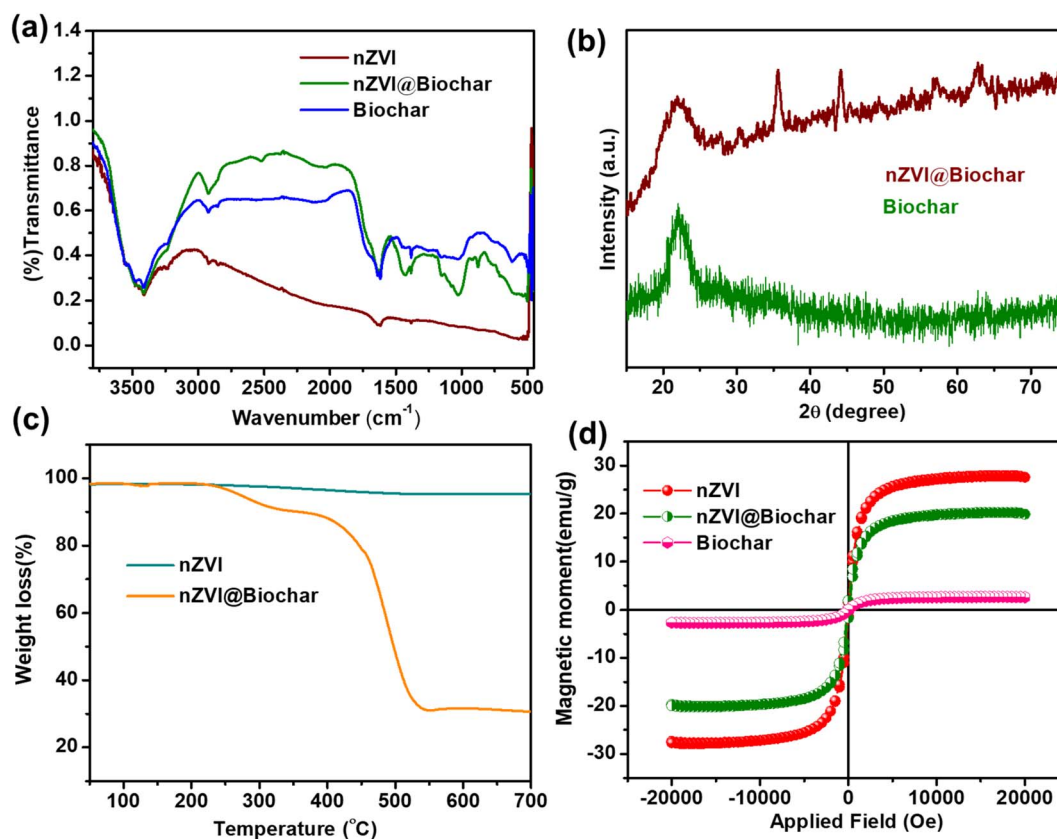 (a)
nZVI
nZVI@Biochar
Biochar
(%)Transmittance
1.4
1.2
1.0
0.8
0.6
0.4
0.2
0.0
3500 3000 2500 2000 1500 1000 500
Wavenumber (cm⁻¹)
(b)
nZVI@Biochar
Biochar
Intensity (a.u.)
20 30 40 50 60 70
2θ (degree)
(c)
nZVI
nZVI@Biochar
Weight loss(%)
100
80
60
40
20
100 200 300 400 500 600 700
Temperature (°C)
(d)
nZVI
nZVI@Biochar
Biochar
Magnetic moment(emu/g)
30
20
10
0
-10
-20
-30
-20000 -10000 0 10000 20000
Applied Field (Oe)